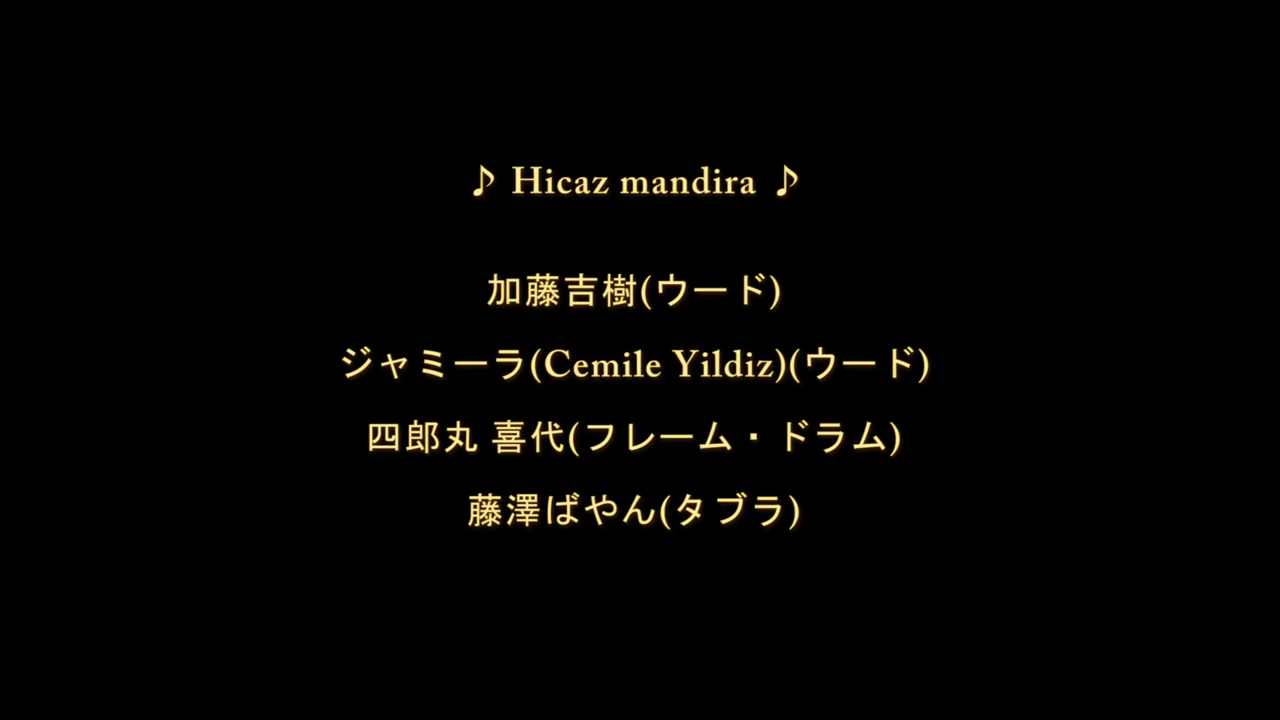 ♪ Hicaz mandira ♪
加藤吉樹(ウード)
ジャミーラ(Cemile Yildiz)(ウード)
四郎丸 喜代(フレーム・ドラム)
藤澤ばやん(タブラ)